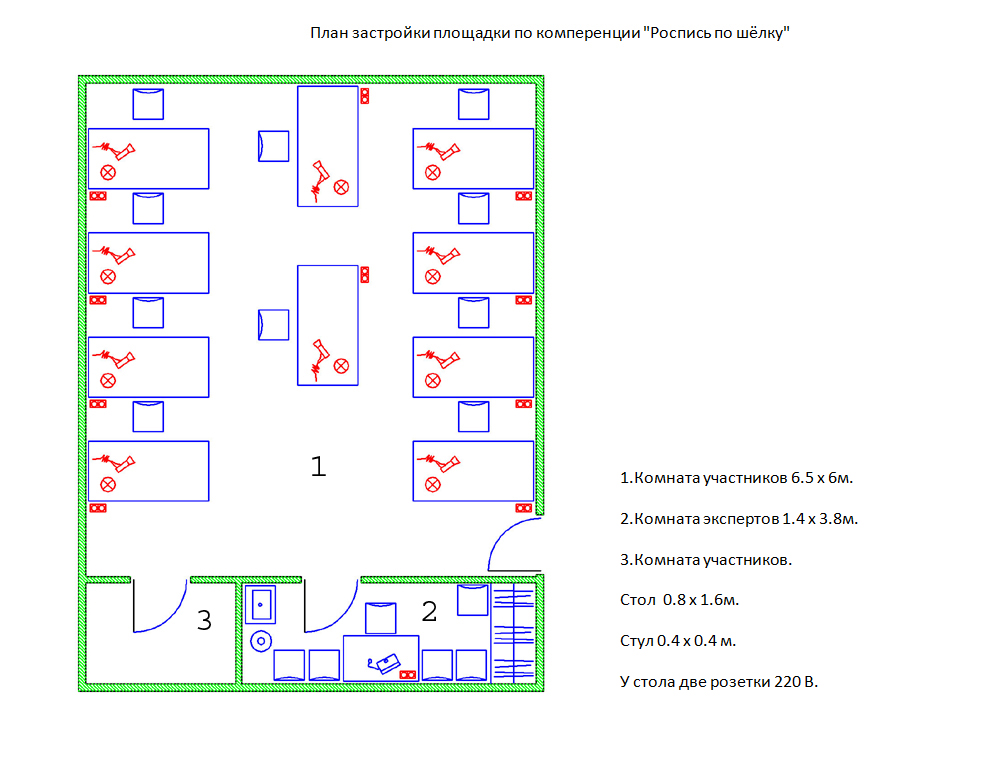 План застройки площадки по комперенции "Роспись по шёлку"
1
3
2
1.Комната участников 6.5 х 6м.
2.Комната экспертов 1.4 х 3.8м.
3.Комната участников.
Стол  0.8 х 1.6м.
Стул 0.4 х 0.4 м.
У стола две розетки 220 В.